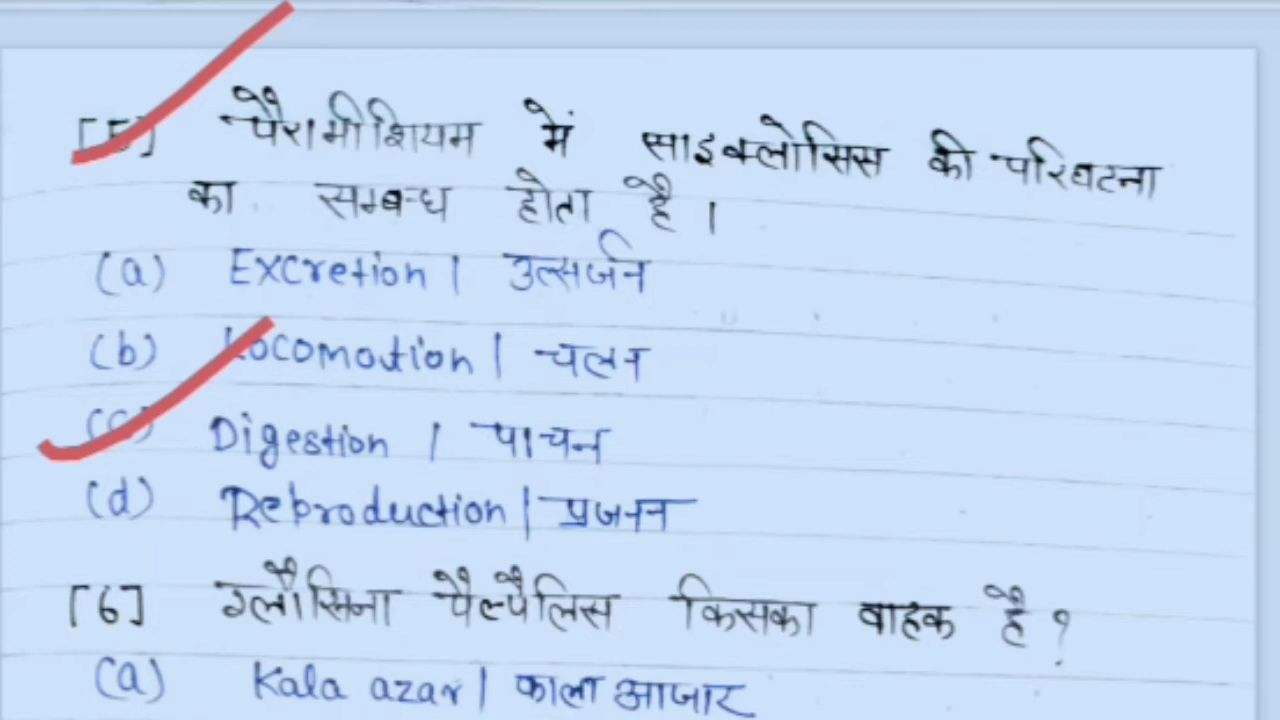 [5] पैरामीशियम में साइक्लोसिस की परिघटना
का सम्बन्ध होता है ।
(a) Excretion | उत्सर्जन
(b) Locomotion | चलन
(c) Digestion | पाचन
(d) Rebroduction | प्रजनन
[6] ग्लौसिना पैल्पैलिस किसका वाहक है ?
(a) Kala azar | काला आजार